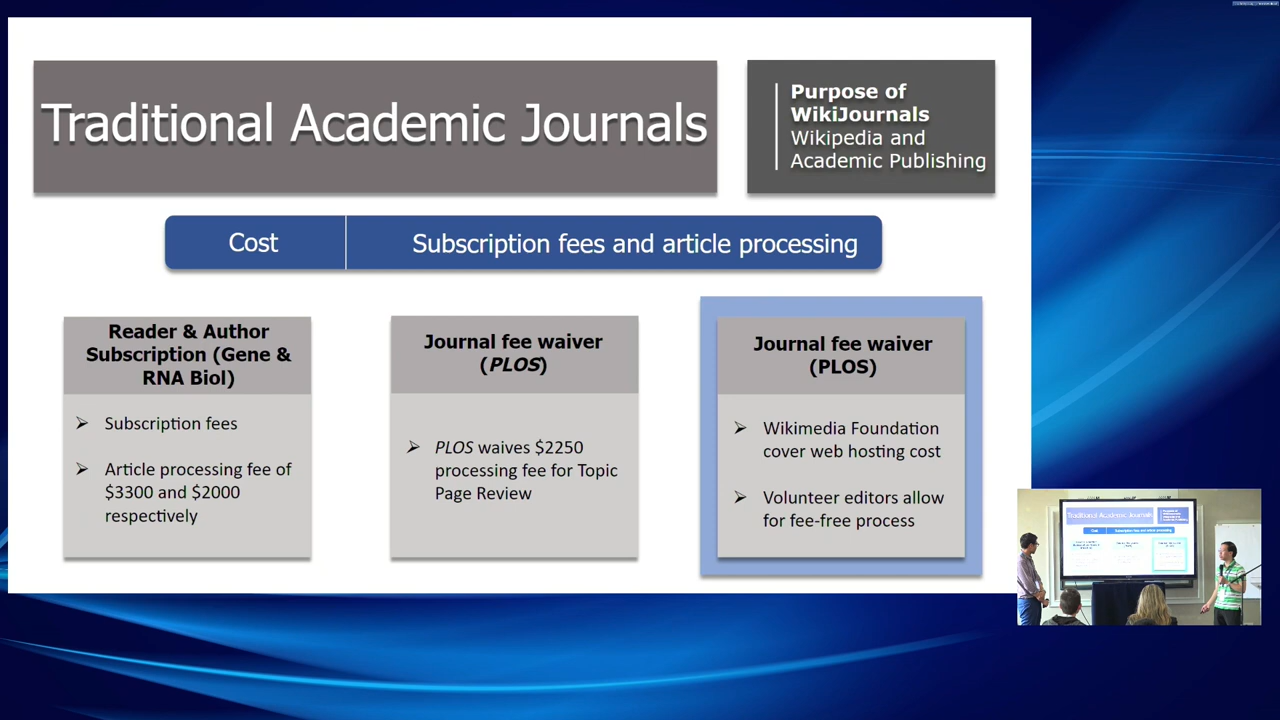 Traditional Academic Journals
Purpose of
WikiJournals
Wikipedia and
Academic Publishing
Cost
Subscription fees and article processing
Reader & Author
Subscription (Gene &
RNA Biol)
➢ Subscription fees
➢ Article processing fee of
$3300 and $2000
respectively
Journal fee waiver
(PLOS)
➢ PLOS waives $2250
processing fee for Topic
Page Review
Journal fee waiver
(PLOS)
➢ Wikimedia Foundation
cover web hosting cost
➢ Volunteer editors allow
for fee-free process
Traditional Academic Journals